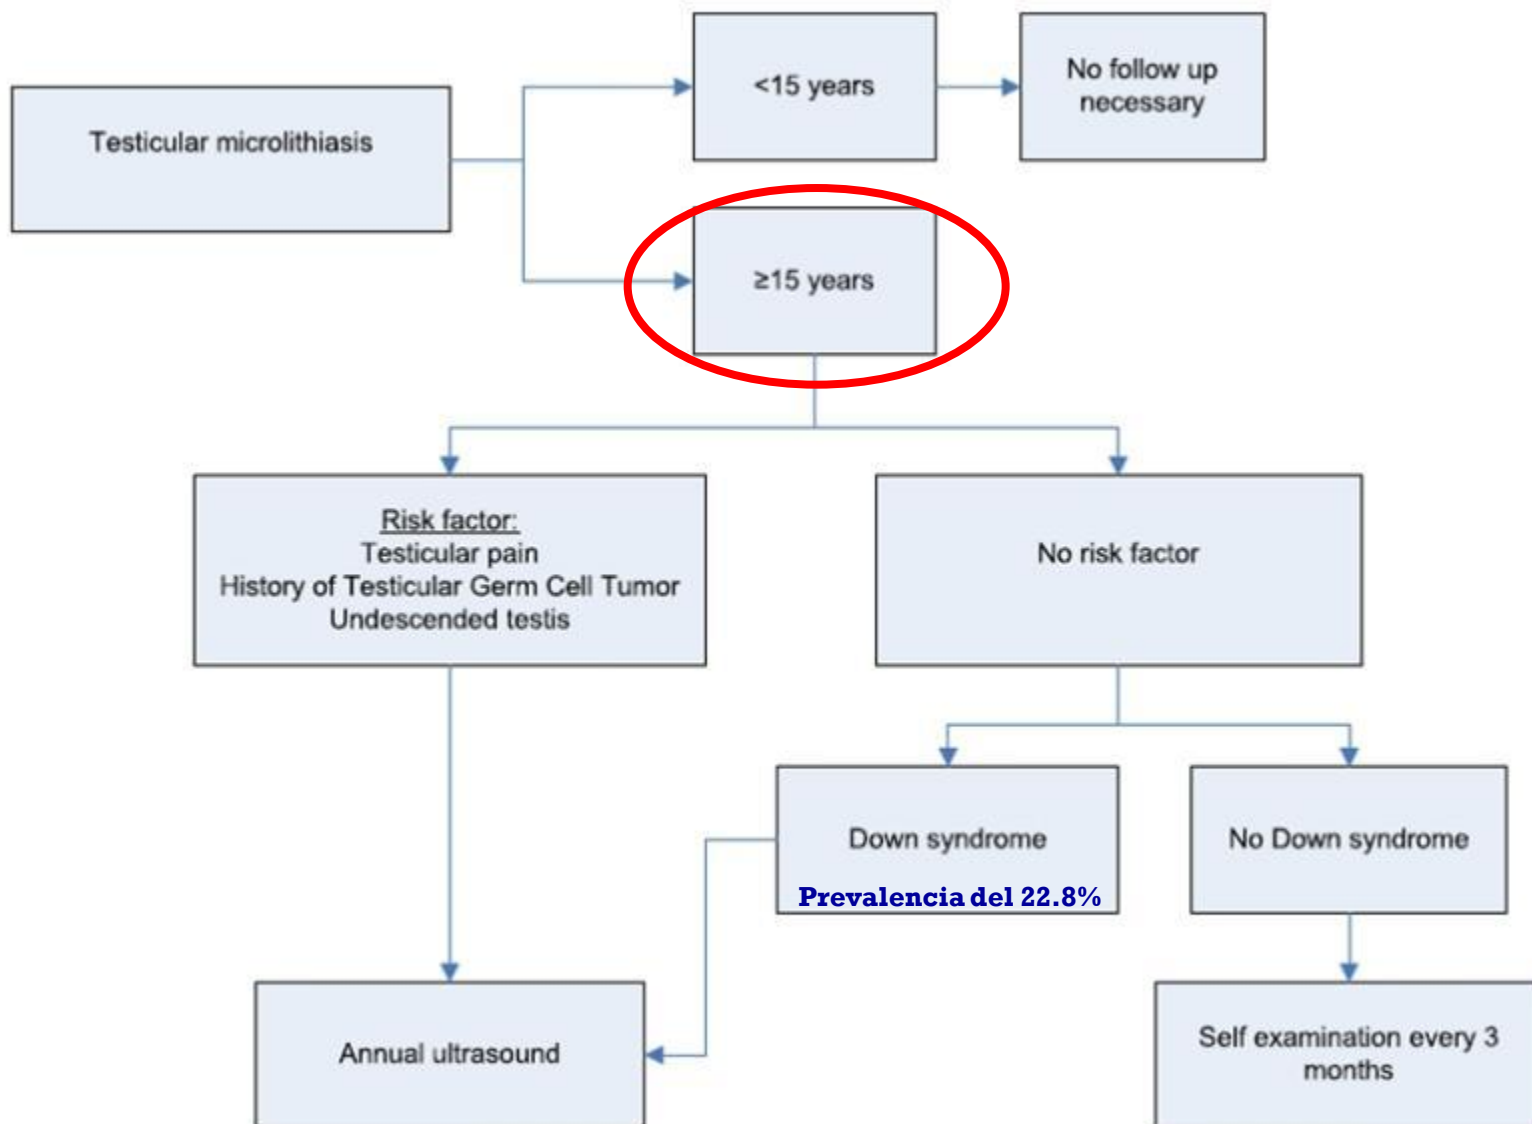 <15 years
No follow up
necessary
Testicular microlithiasis
≥15 years
Risk factor:
Testicular pain
History of Testicular Germ Cell Tumor
Undescended testis
No risk factor
Down syndrome
Prevalencia del 22.8%
No Down syndrome
Annual ultrasound
Self examination every 3
months